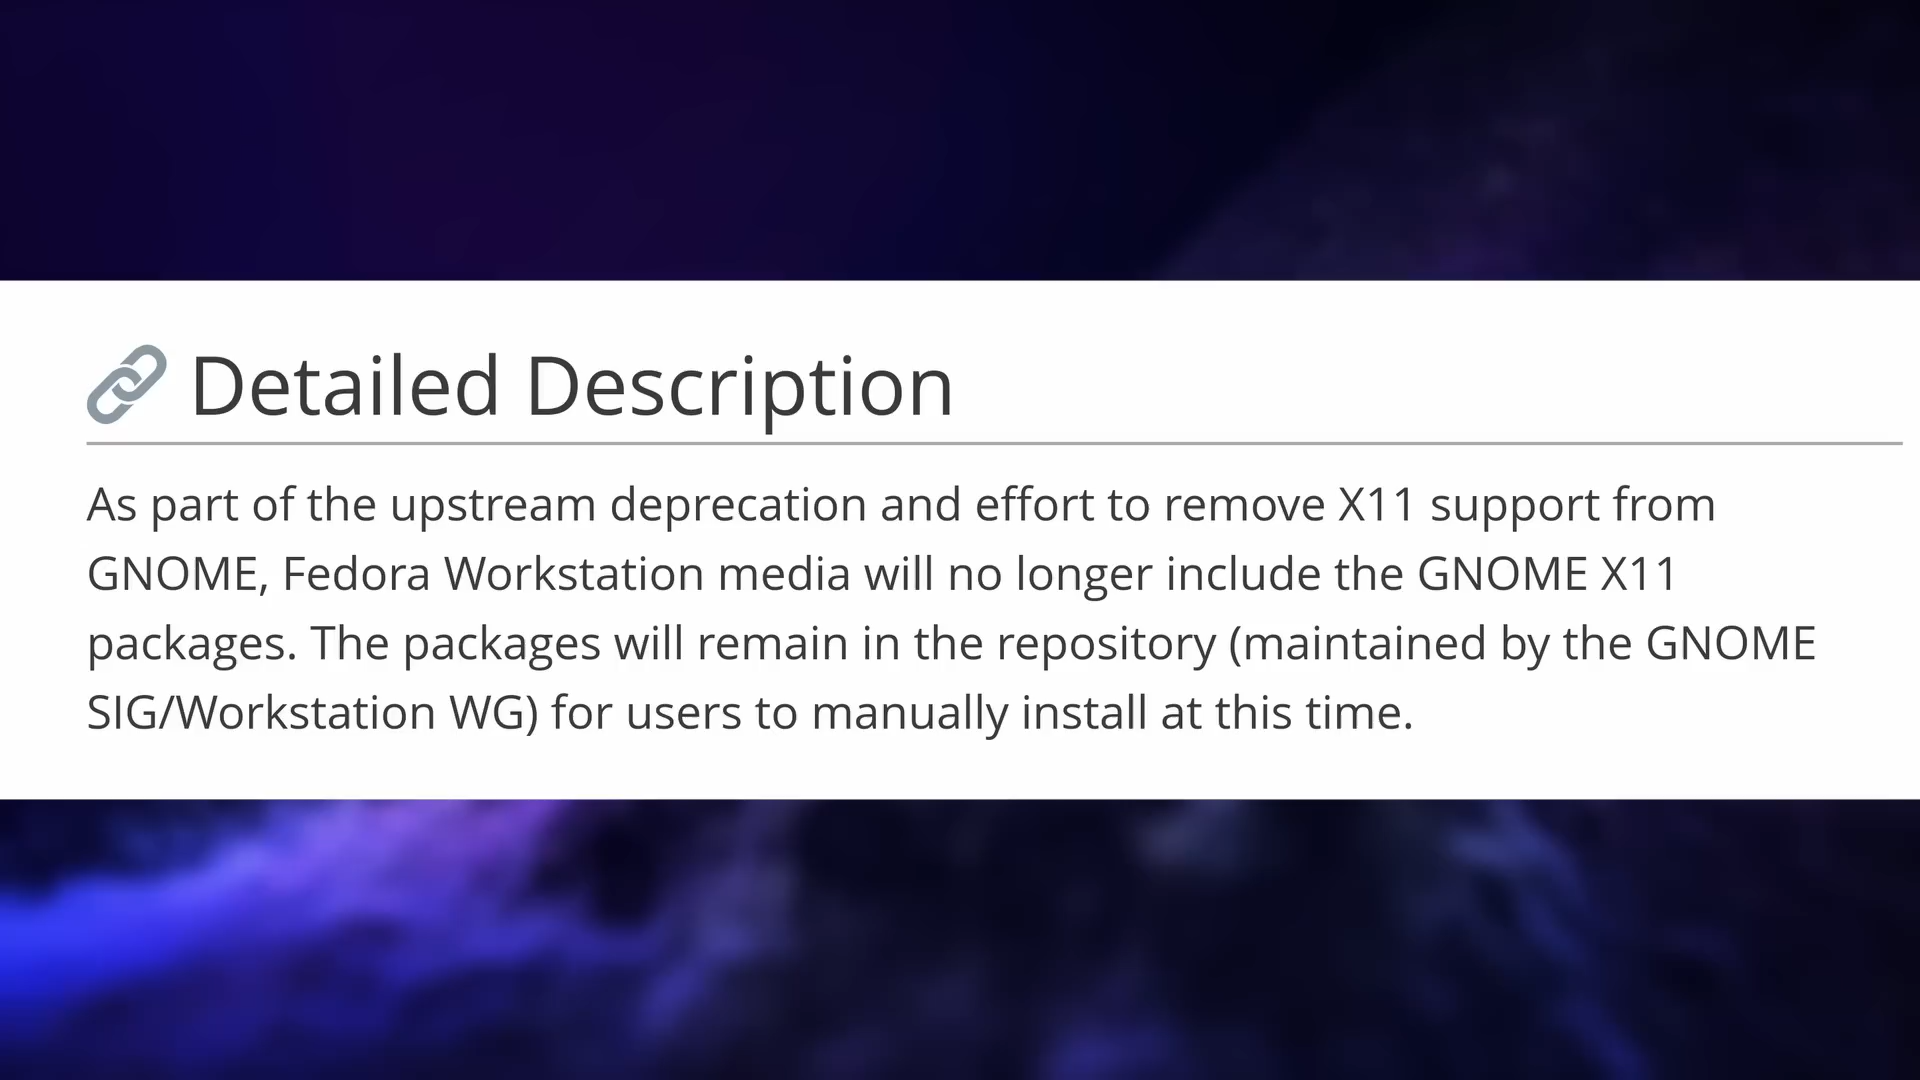 Detailed Description
As part of the upstream deprecation and effort to remove X11 support from
GNOME, Fedora Workstation media will no longer include the GNOME X11
packages. The packages will remain in the repository (maintained by the GNOME
SIG/Workstation WG) for users to manually install at this time.